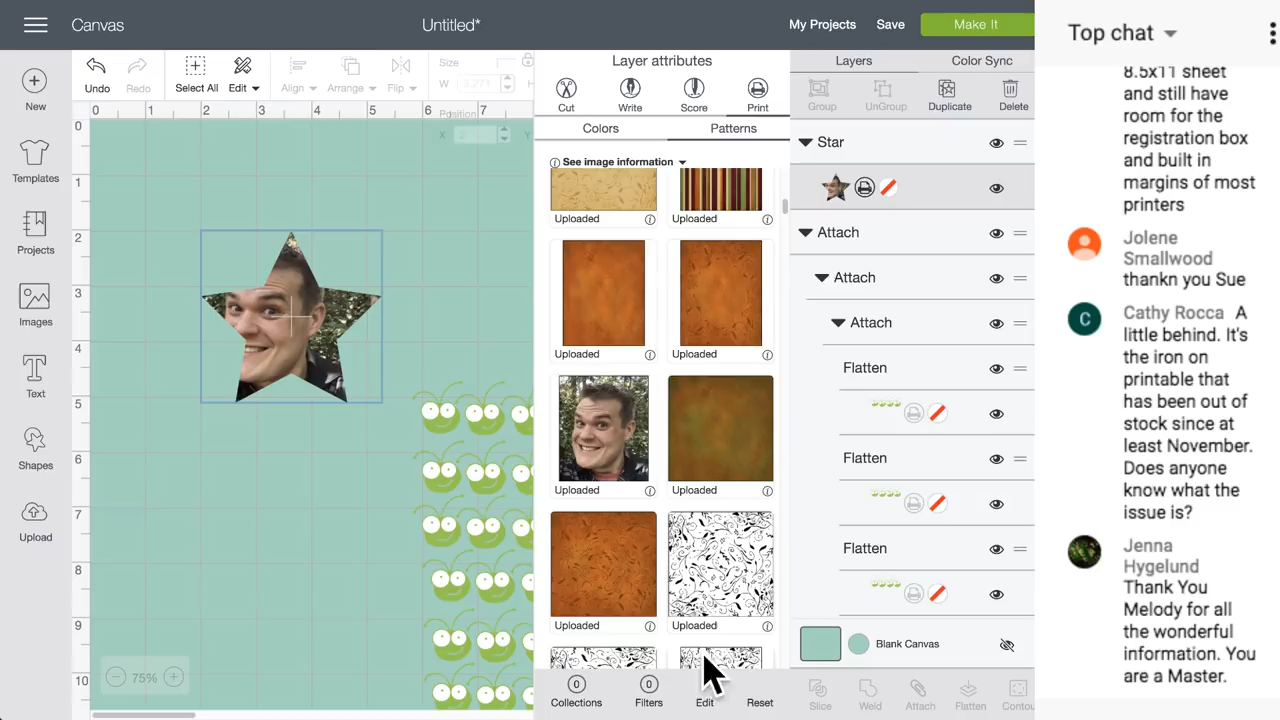 Canvas
Untitled*
My Projects
Save
Make It
Undo
Redo
Select All
Edit
Align
Arrange
Flip
Size
W
3.271
H
Position
X
2
Y
0 1 2 3 4 5 6 7
0
1
2
3
4
5
6
7
8
9
10
New
Templates
Projects
Images
Text
Shapes
Upload
75%
Layer attributes
Cut
Write
Score
Print
Colors
Patterns
See image information
Uploaded
Uploaded
Uploaded
Uploaded
Uploaded
Uploaded
Uploaded
Uploaded
0
Collections
0
Filters
Edit
Reset
Layers
Color Sync
Group
UnGroup
Duplicate
Delete
Star
Attach
Attach
Attach
Flatten
Flatten
Flatten
Blank Canvas
Slice
Weld
Attach
Flatten
Contou
Top chat
8.5x11 sheet
and still have
room for the
registration box
and built in
margins of most
printers
Jolene
Smallwood
thankn you Sue
C
Cathy Rocca A
little behind. It's
the iron on
printable that
has been out of
stock since at
least November.
Does anyone
know what the
issue is?
Jenna
Hygelund
Thank You
Melody for all
the wonderful
information. You
are a Master.